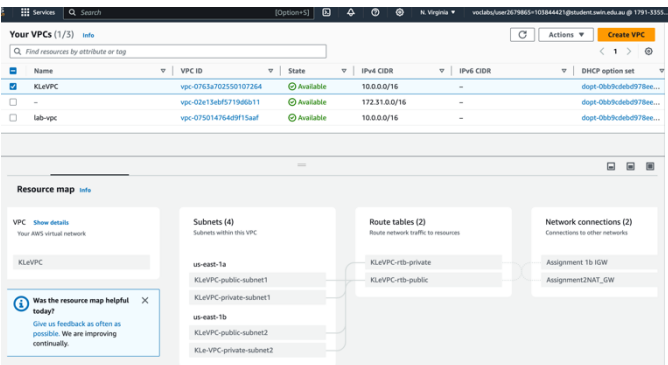 Services Search [Option+S] N. Virginia voclabs/user2679865=103844421@student.swin.edu.au @ 1791-3355...
Your VPCs (1/3) Info Actions Create VPC
Find resources by attribute or tag 1
Name VPC ID State IPv4 CIDR IPv6 CIDR DHCP option set
KLeVPC vpc-0763a702550107264 Available 10.0.0.0/16 – dopt-0bb9cdebd978ee...
– vpc-02e13ebf5719d6b11 Available 172.31.0.0/16 – dopt-0bb9cdebd978ee...
lab-vpc vpc-075014764d9f15aaf Available 10.0.0.0/16 – dopt-0bb9cdebd978ee...
Resource map Info
VPC Show details
Your AWS virtual network
KLeVPC
Was the resource map helpful
today?
Give us feedback as often as
possible. We are improving
continually.
Subnets (4)
Subnets within this VPC
us-east-1a
KLeVPC-public-subnet1
KLeVPC-private-subnet1
us-east-1b
KLeVPC-public-subnet2
KLe-VPC-private-subnet2
Route tables (2)
Route network traffic to resources
KLeVPC-rtb-private
KLeVPC-rtb-public
Network connections (2)
Connections to other networks
Assignment 1b IGW
Assignment2NAT_GW